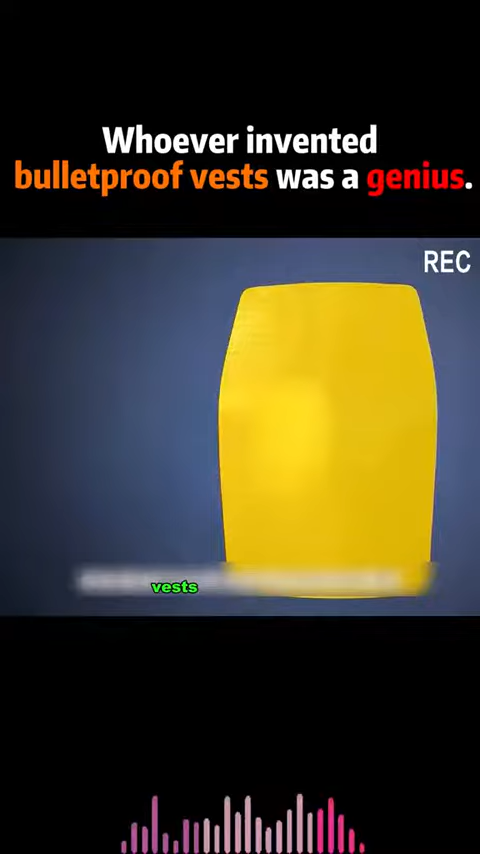 Whoever invented
bulletproof vests was a genius.
REC
vests